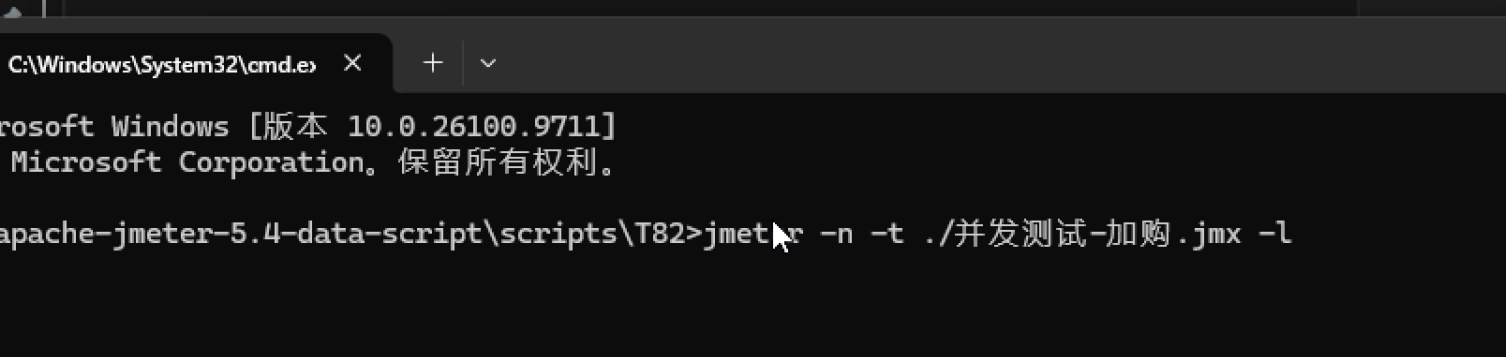 C:\Windows\System32\cmd.ex
rosoft Windows [版本 10.0.26100.9711]
Microsoft Corporation。保留所有权利。
apache-jmeter-5.4-data-script\scripts\T82>jmeter -n -t ./并发测试-加购.jmx -l